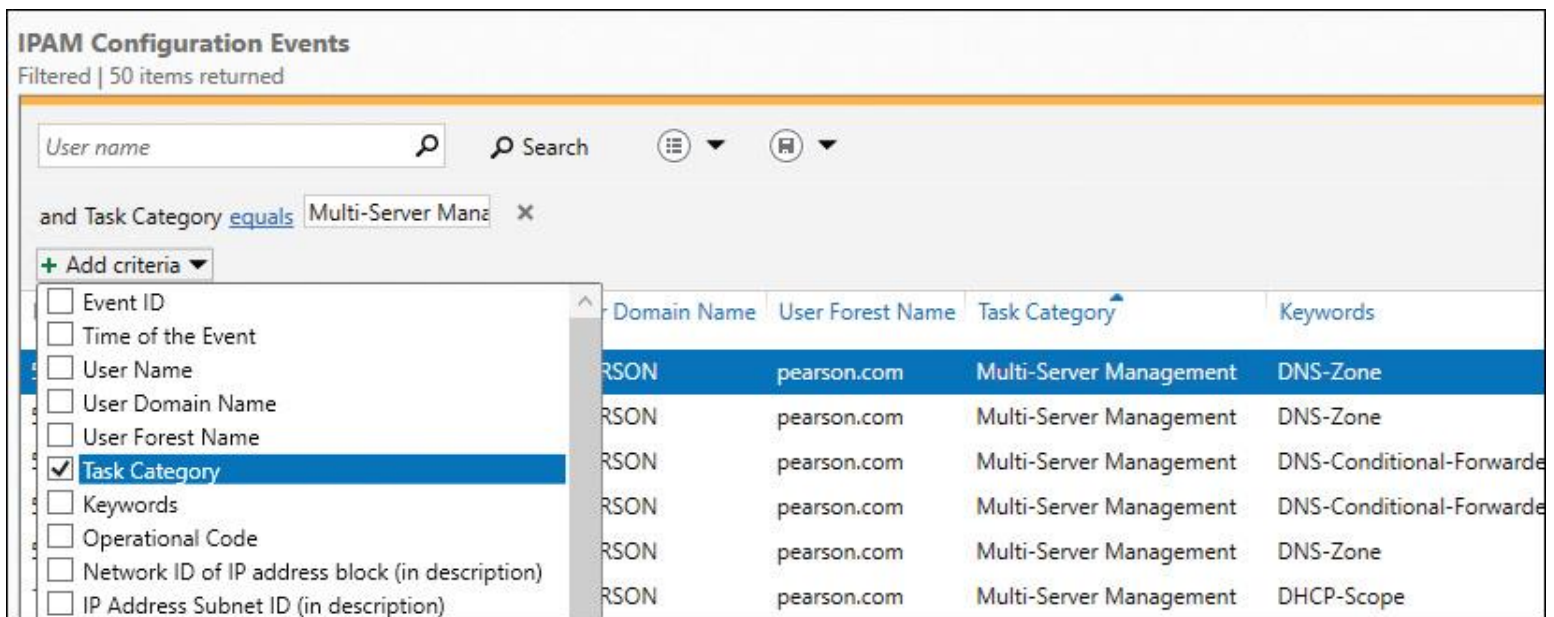 IPAM Configuration Events
Filtered | 50 items returned
User name Search
and Task Category equals Multi-Server Mana
+ Add criteria
Event ID
Time of the Event
User Name
User Domain Name
User Forest Name
Task Category
Keywords
Operational Code
Network ID of IP address block (in description)
IP Address Subnet ID (in description)
r Domain Name User Forest Name Task Category Keywords
RSON pearson.com Multi-Server Management DNS-Zone
RSON pearson.com Multi-Server Management DNS-Zone
RSON pearson.com Multi-Server Management DNS-Conditional-Forwarde
RSON pearson.com Multi-Server Management DNS-Conditional-Forwarde
RSON pearson.com Multi-Server Management DNS-Zone
RSON pearson.com Multi-Server Management DHCP-Scope